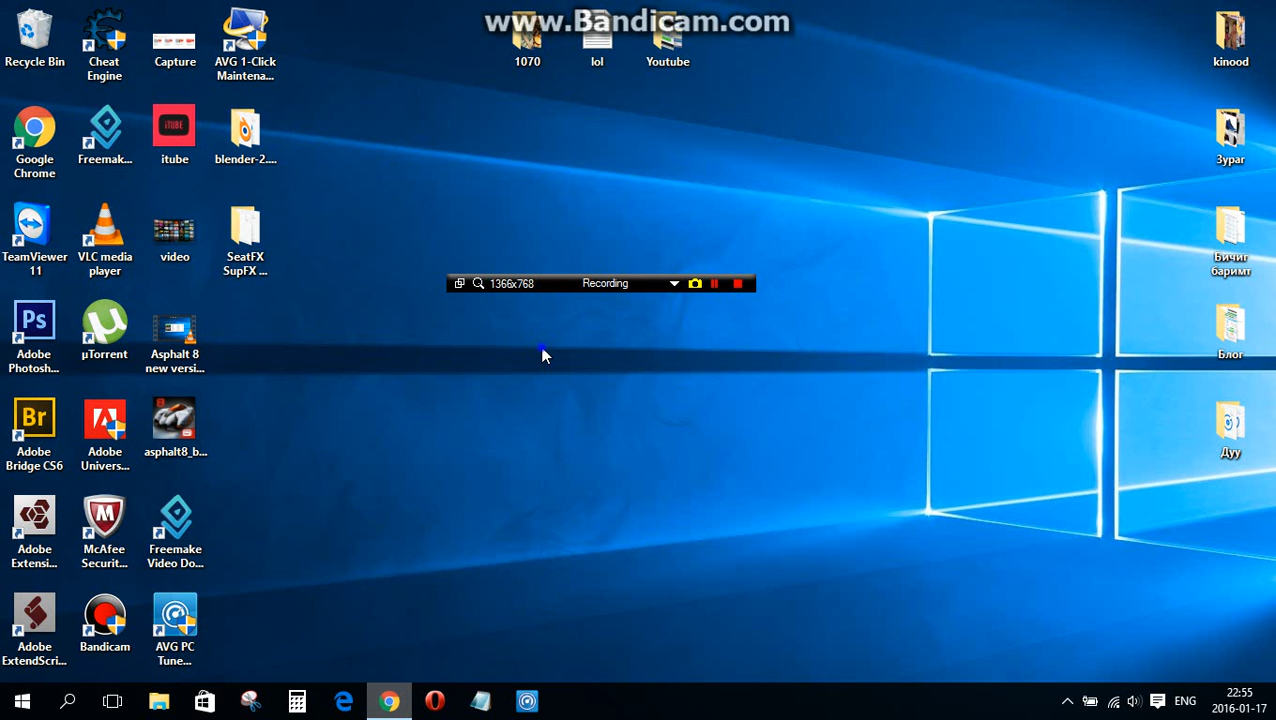 www.Bandicam.com
Recycle Bin
Cheat
Engine
Capture
AVG 1-Click
Maintena...
1070
lol
Youtube
kinood
Google
Chrome
Freemak...
iTUBE
itube
blender-2....
Зураг
TeamViewer
11
VLC media
player
video
SeatFX
SupFX ...
Бичиг
баримт
1366x768
Recording
Ps
Adobe
Photosh...
µ
µTorrent
Asphalt 8
new versi...
Блог
Br
Adobe
Bridge CS6
Adobe
Univers...
asphalt8_b...
Дуу
Adobe
Extensi...
McAfee
Securit...
Freemake
Video Do...
Adobe
ExtendScri...
Bandicam
AVG PC
Tune...
ENG
22:55
2016-01-17